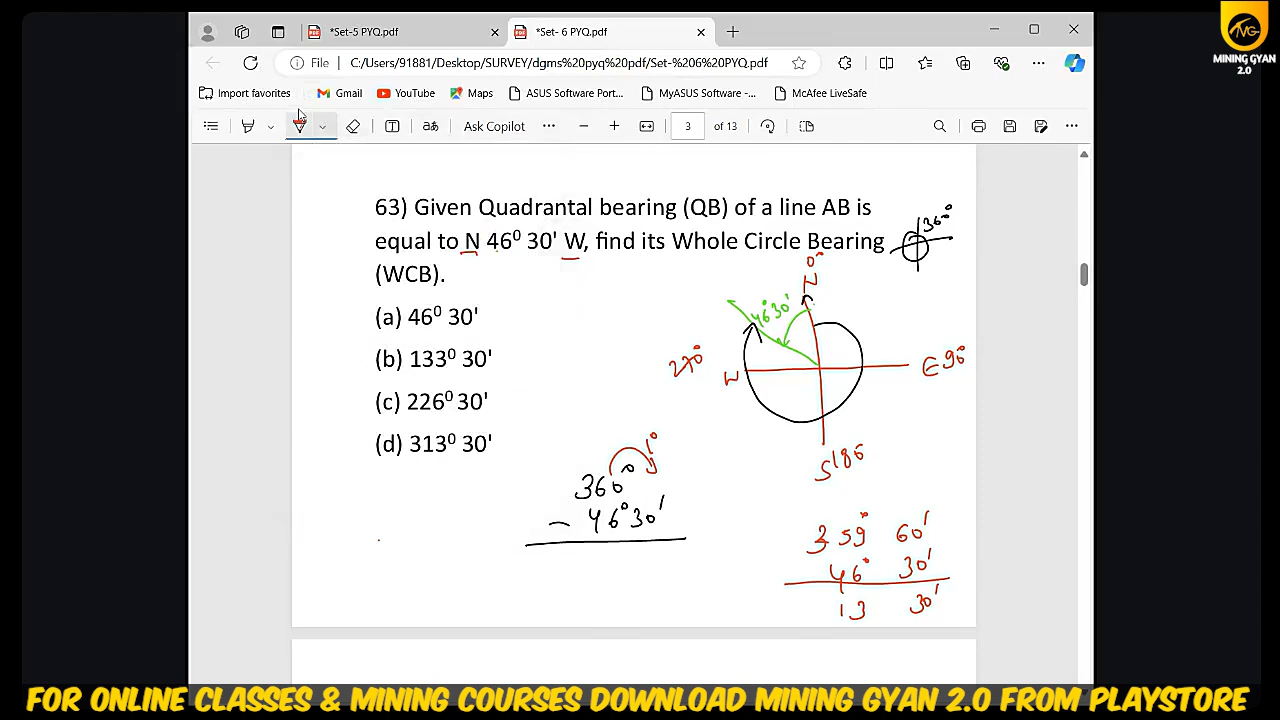 *Set-5 PYQ.pdf
*Set- 6 PYQ.pdf
File
C:/Users/91881/Desktop/SURVEY/dgms%20pyq%20pdf/Set-%206%20PYQ.pdf
Import favorites
Gmail
YouTube
Maps
ASUS Software Port...
MyASUS - Software -...
McAfee LiveSafe
Ask Copilot
3 of 13
MINING GYAN
2.0
63) Given Quadrantal bearing (QB) of a line AB is
equal to N 46⁰ 30' W, find its Whole Circle Bearing
(WCB).
(a) 46⁰ 30'
(b) 133⁰ 30'
(c) 226⁰ 30'
(d) 313⁰ 30'
360°
0°
N
46°30'
270°
W
E 90°
S 180
1°
360°
- 46°30'
359° 60'
46° 30'
13 30'
FOR ONLINE CLASSES & MINING COURSES DOWNLOAD MINING GYAN 2.0 FROM PLAYSTORE